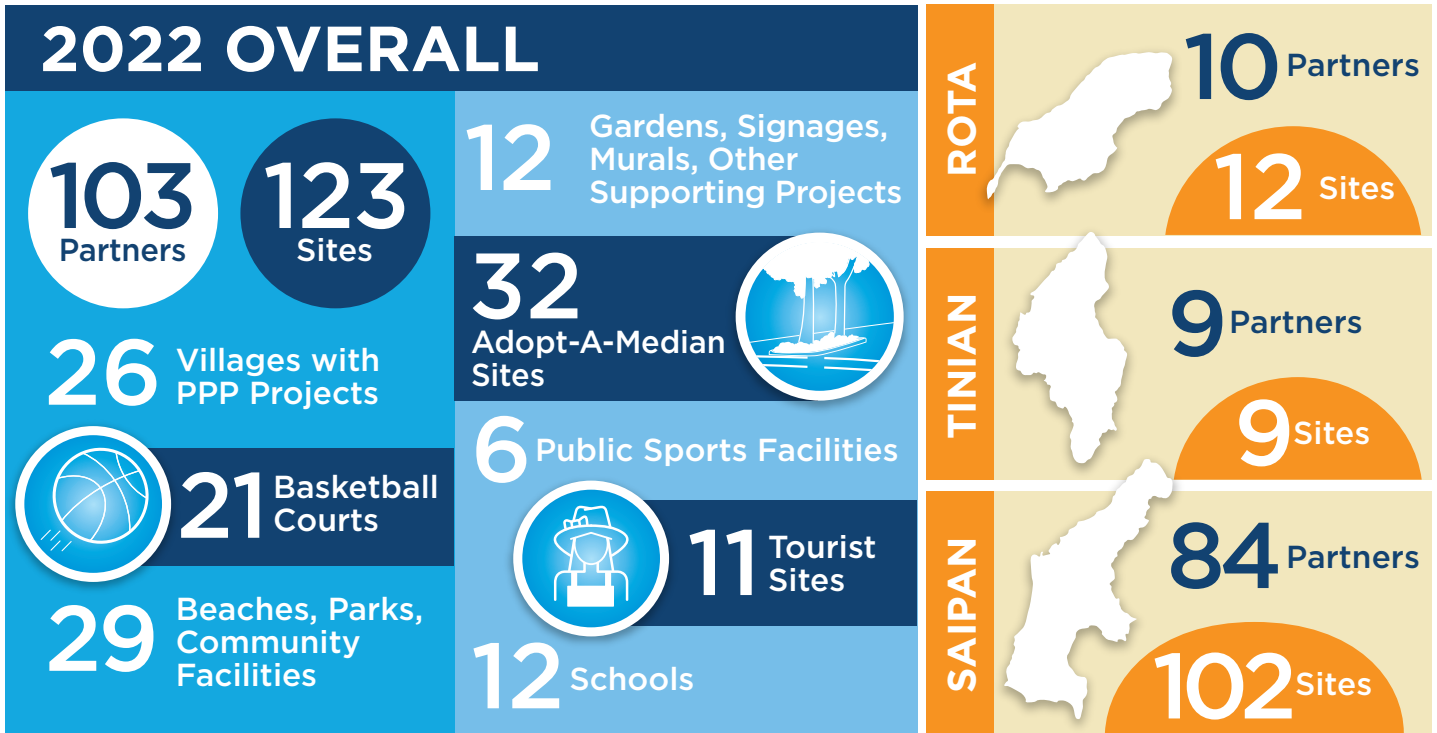 2022 OVERALL
103
Partners
123
Sites
26
Villages with
PPP Projects
21
Basketball
Courts
29
Beaches, Parks,
Community
Facilities
12
Gardens, Signages,
Murals, Other
Supporting Projects
32
Adopt-A-Median
Sites
6 Public Sports Facilities
11
Tourist
Sites
12 Schools
ROTA
10 Partners
12 Sites
TINIAN
9 Partners
9 Sites
SAIPAN
84 Partners
102 Sites